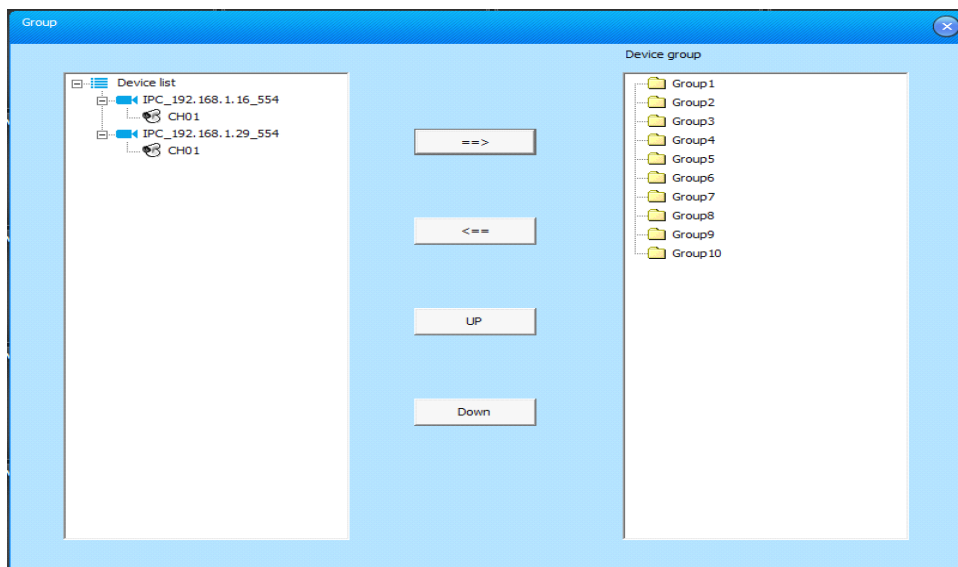 Group
Device group
Device list
IPC_192.168.1.16_554
CH01
IPC_192.168.1.29_554
CH01
==>
<==
UP
Down
Group1
Group2
Group3
Group4
Group5
Group6
Group7
Group8
Group9
Group10